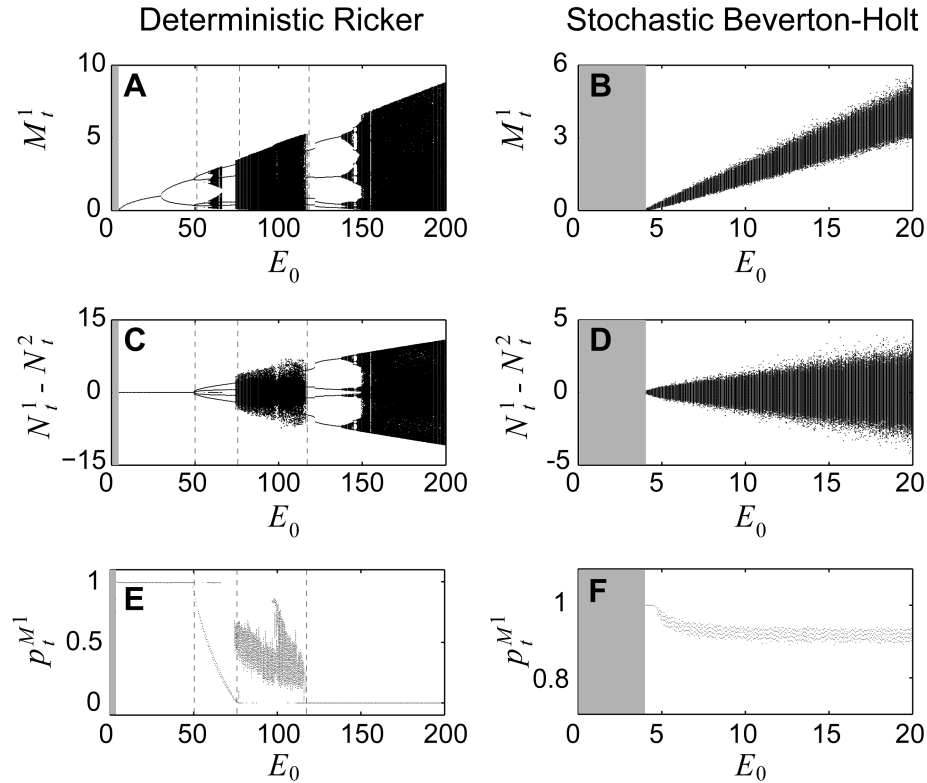 Deterministic Ricker
Stochastic Beverton-Holt
A
M_t^1
10
5
0
0 50 100 150 200
E_0
B
M_t^1
6
3
0
0 5 10 15 20
E_0
C
N_t^1 - N_t^2
15
0
−15
0 50 100 150 200
E_0
D
N_t^1 - N_t^2
5
0
-5
0 5 10 15 20
E_0
E
p_t^{M^1}
1
0.5
0
0 50 100 150 200
E_0
F
p_t^{M^1}
1
0.8
0 5 10 15 20
E_0